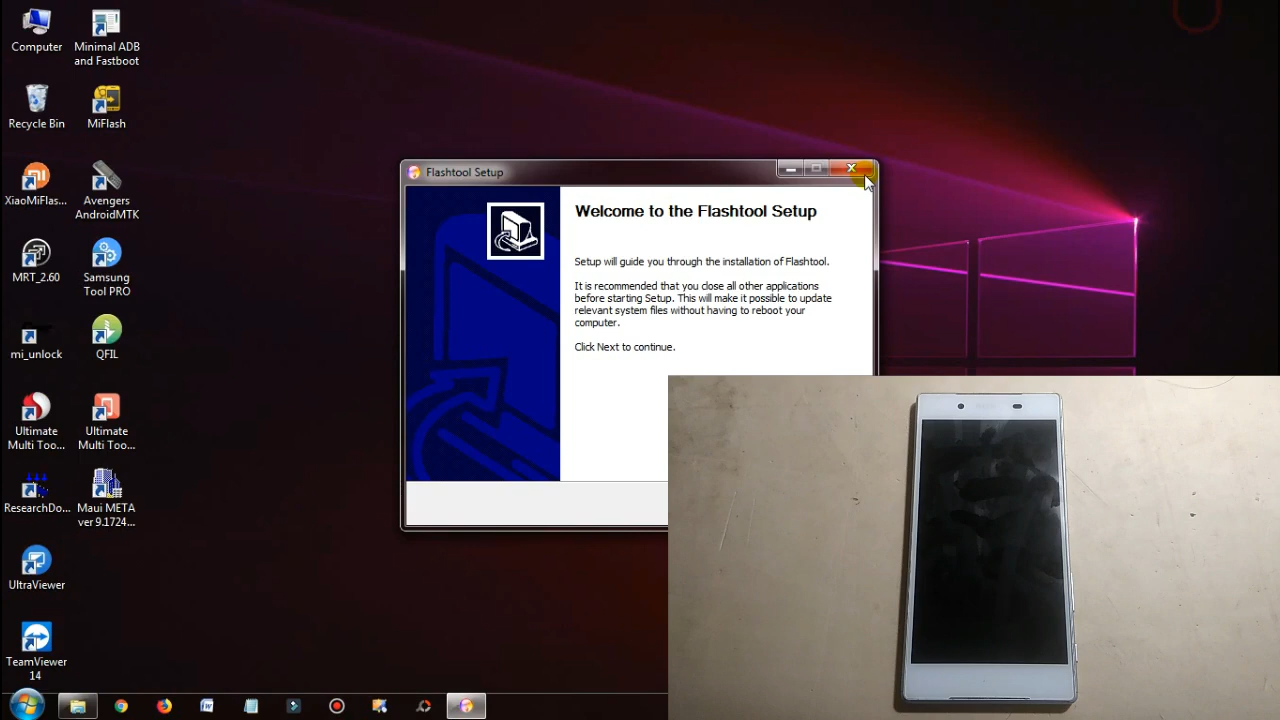 Computer
Minimal ADB
and Fastboot
Recycle Bin
MiFlash
XiaoMiFlas...
Avengers
AndroidMTK
MRT_2.60
Samsung
Tool PRO
mi_unlock
QFIL
Ultimate
Multi Too...
Ultimate
Multi Too...
ResearchDo...
Maui META
ver 9.1724...
UltraViewer
TeamViewer
14
Flashtool Setup
Welcome to the Flashtool Setup
Setup will guide you through the installation of Flashtool.
It is recommended that you close all other applications
before starting Setup. This will make it possible to update
relevant system files without having to reboot your
computer.
Click Next to continue.